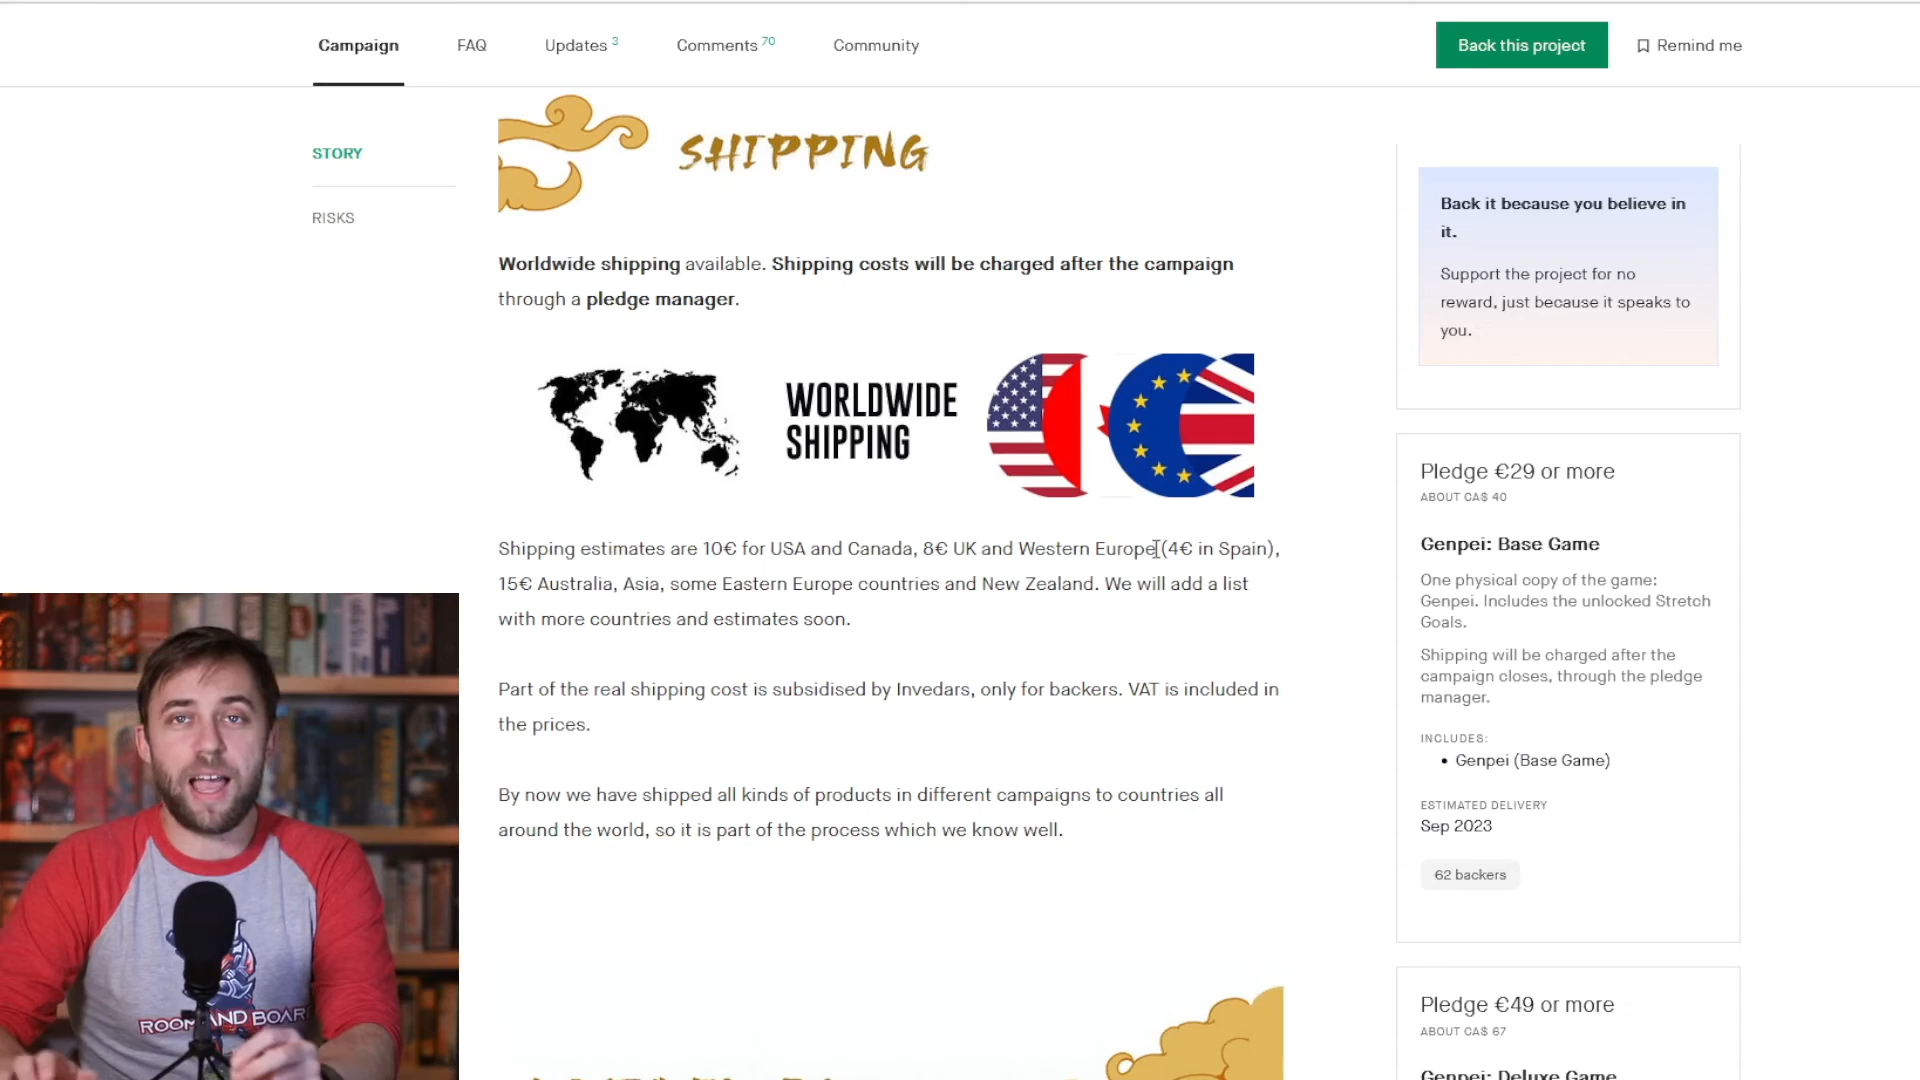 Campaign
FAQ
Updates 3
Comments 70
Community
Back this project
Remind me
STORY
RISKS
SHIPPING
Worldwide shipping available. Shipping costs will be charged after the campaign
through a pledge manager.
WORLDWIDE
SHIPPING
Shipping estimates are 10€ for USA and Canada, 8€ UK and Western Europe (4€ in Spain),
15€ Australia, Asia, some Eastern Europe countries and New Zealand. We will add a list
with more countries and estimates soon.
Part of the real shipping cost is subsidised by Invedars, only for backers. VAT is included in
the prices.
By now we have shipped all kinds of products in different campaigns to countries all
around the world, so it is part of the process which we know well.
Back it because you believe in
it.
Support the project for no
reward, just because it speaks to
you.
Pledge €29 or more
ABOUT CA$ 40
Genpei: Base Game
One physical copy of the game:
Genpei. Includes the unlocked Stretch
Goals.
Shipping will be charged after the
campaign closes, through the pledge
manager.
INCLUDES:
• Genpei (Base Game)
ESTIMATED DELIVERY
Sep 2023
62 backers
Pledge €49 or more
ABOUT CA$ 67
Genpei: Deluxe Game
ROOM AND BOAR